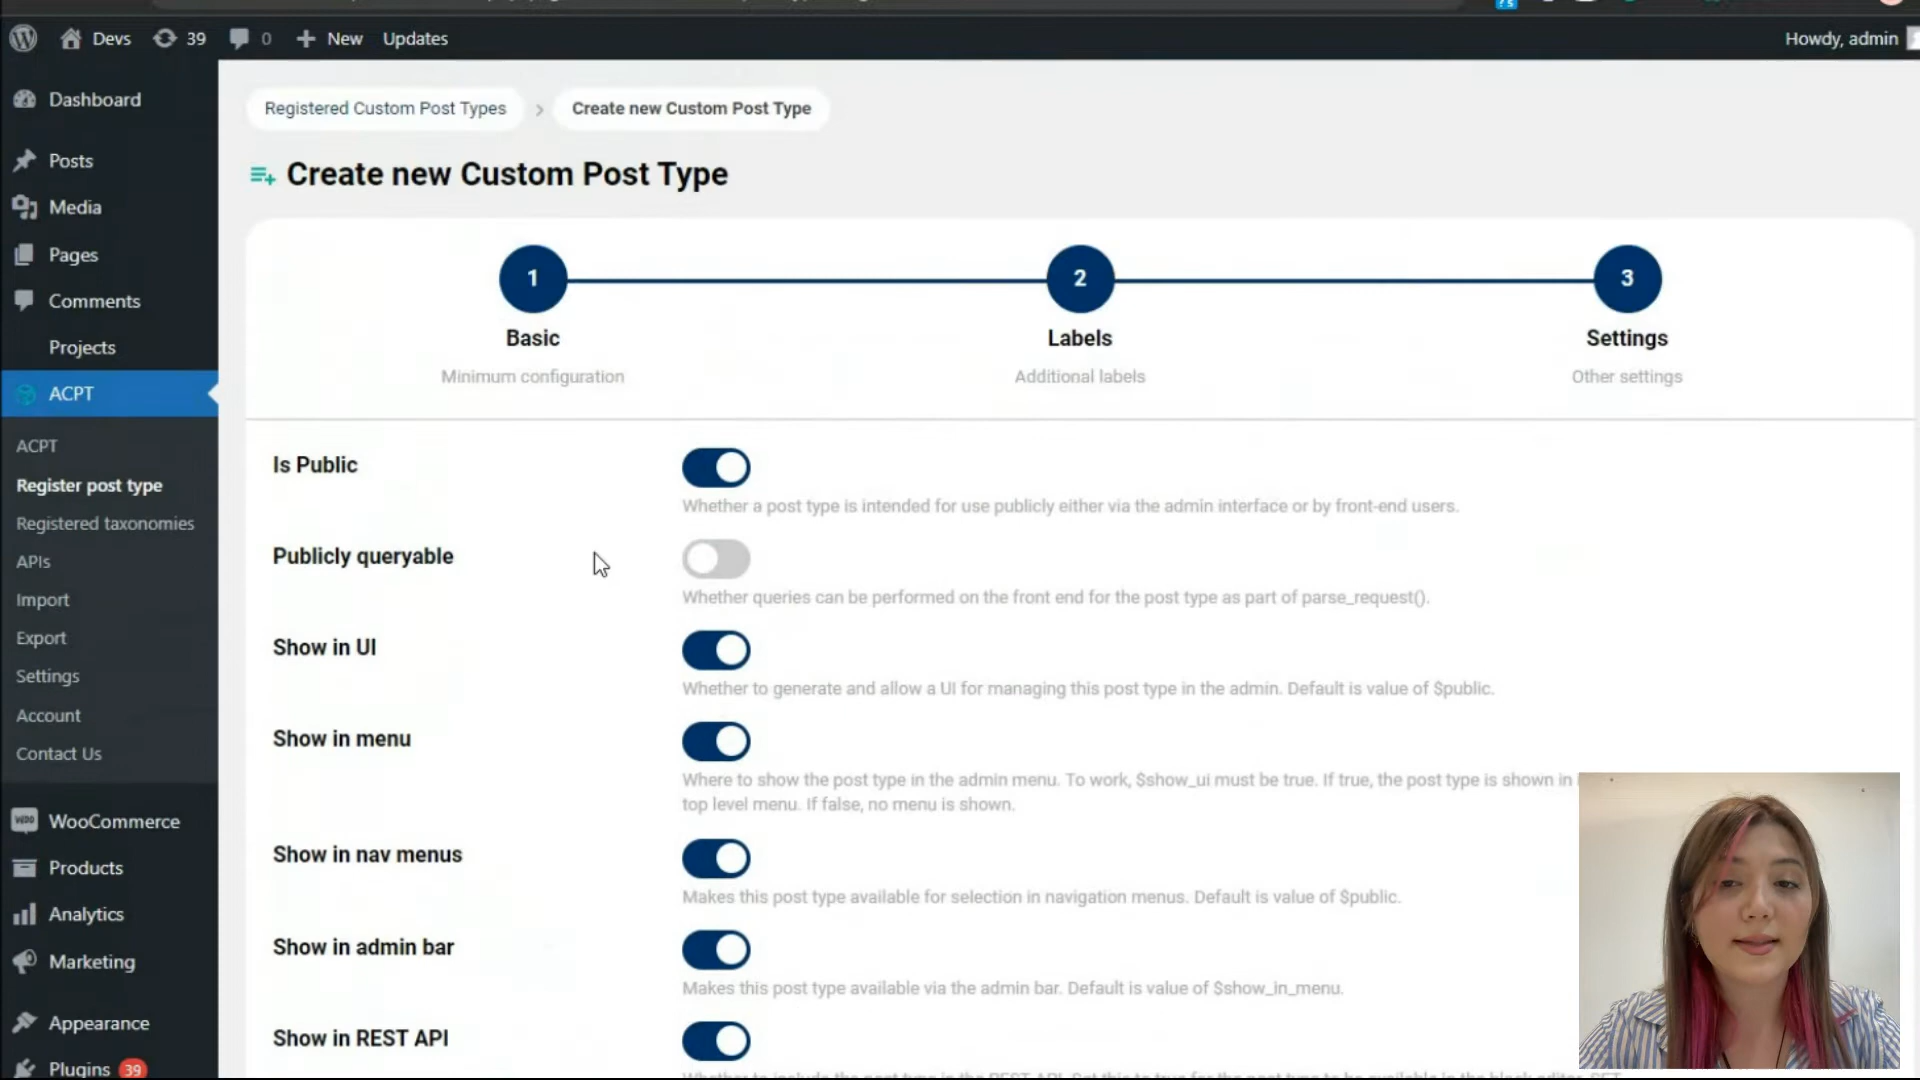 Devs
39
0
New
Updates
Howdy, admin
Dashboard
Posts
Media
Pages
Comments
Projects
ACPT
ACPT
Register post type
Registered taxonomies
APIs
Import
Export
Settings
Account
Contact Us
WooCommerce
Products
Analytics
Marketing
Appearance
Plugins 39
Registered Custom Post Types
Create new Custom Post Type
Create new Custom Post Type
1
2
3
Basic
Labels
Settings
Minimum configuration
Additional labels
Other settings
Is Public
Whether a post type is intended for use publicly either via the admin interface or by front-end users.
Publicly queryable
Whether queries can be performed on the front end for the post type as part of parse_request().
Show in UI
Whether to generate and allow a UI for managing this post type in the admin. Default is value of $public.
Show in menu
Where to show the post type in the admin menu. To work, $show_ui must be true. If true, the post type is shown in
top level menu. If false, no menu is shown.
Show in nav menus
Makes this post type available for selection in navigation menus. Default is value of $public.
Show in admin bar
Makes this post type available via the admin bar. Default is value of $show_in_menu.
Show in REST API